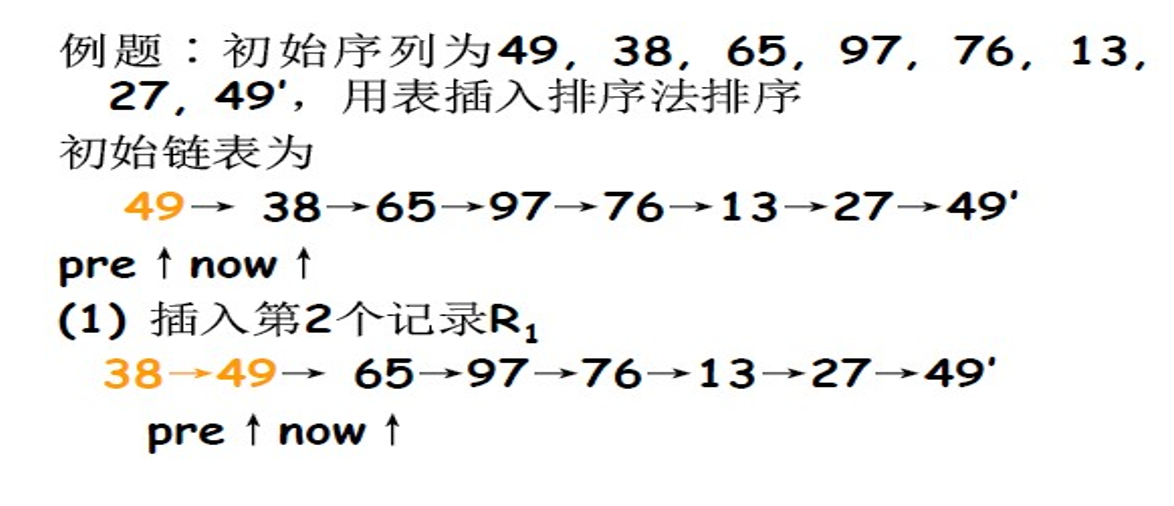 例题：初始序列为49, 38, 65, 97, 76, 13,
27, 49′，用表插入排序法排序
初始链表为
49→ 38→65→97→76→13→27→49′
pre ↑ now ↑
(1) 插入第2个记录R₁
38→49→ 65→97→76→13→27→49′
pre ↑ now ↑